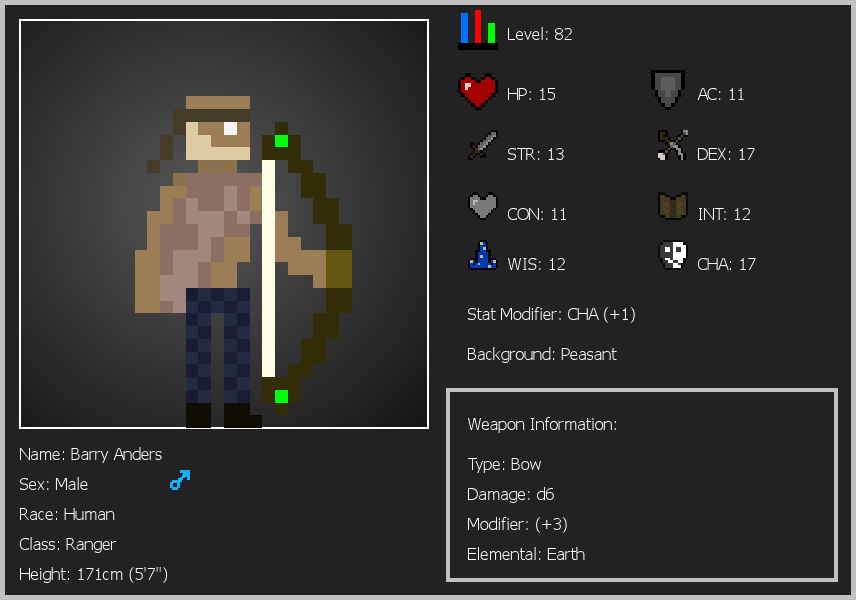 Level: 82
HP: 15
AC: 11
STR: 13
DEX: 17
CON: 11
INT: 12
WIS: 12
CHA: 17
Stat Modifier: CHA (+1)
Background: Peasant
Weapon Information:
Type: Bow
Damage: d6
Modifier: (+3)
Elemental: Earth
Name: Barry Anders
Sex: Male
Race: Human
Class: Ranger
Height: 171cm (5'7")